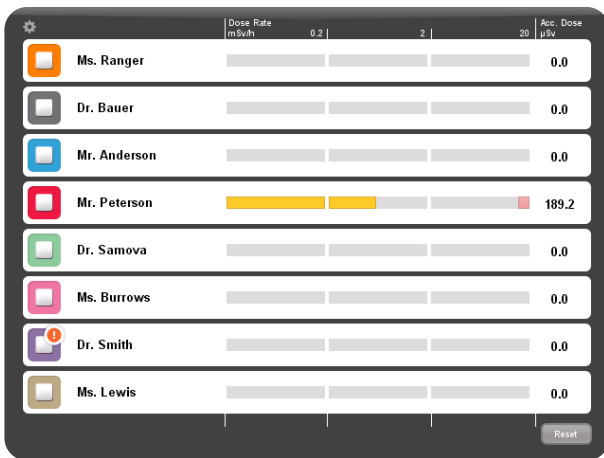 Dose Rate Acc. Dose
mSv/h 0.2 2 20 µSv
Ms. Ranger 0.0
Dr. Bauer 0.0
Mr. Anderson 0.0
Mr. Peterson 189.2
Dr. Samova 0.0
Ms. Burrows 0.0
!
Dr. Smith 0.0
Ms. Lewis 0.0
Reset